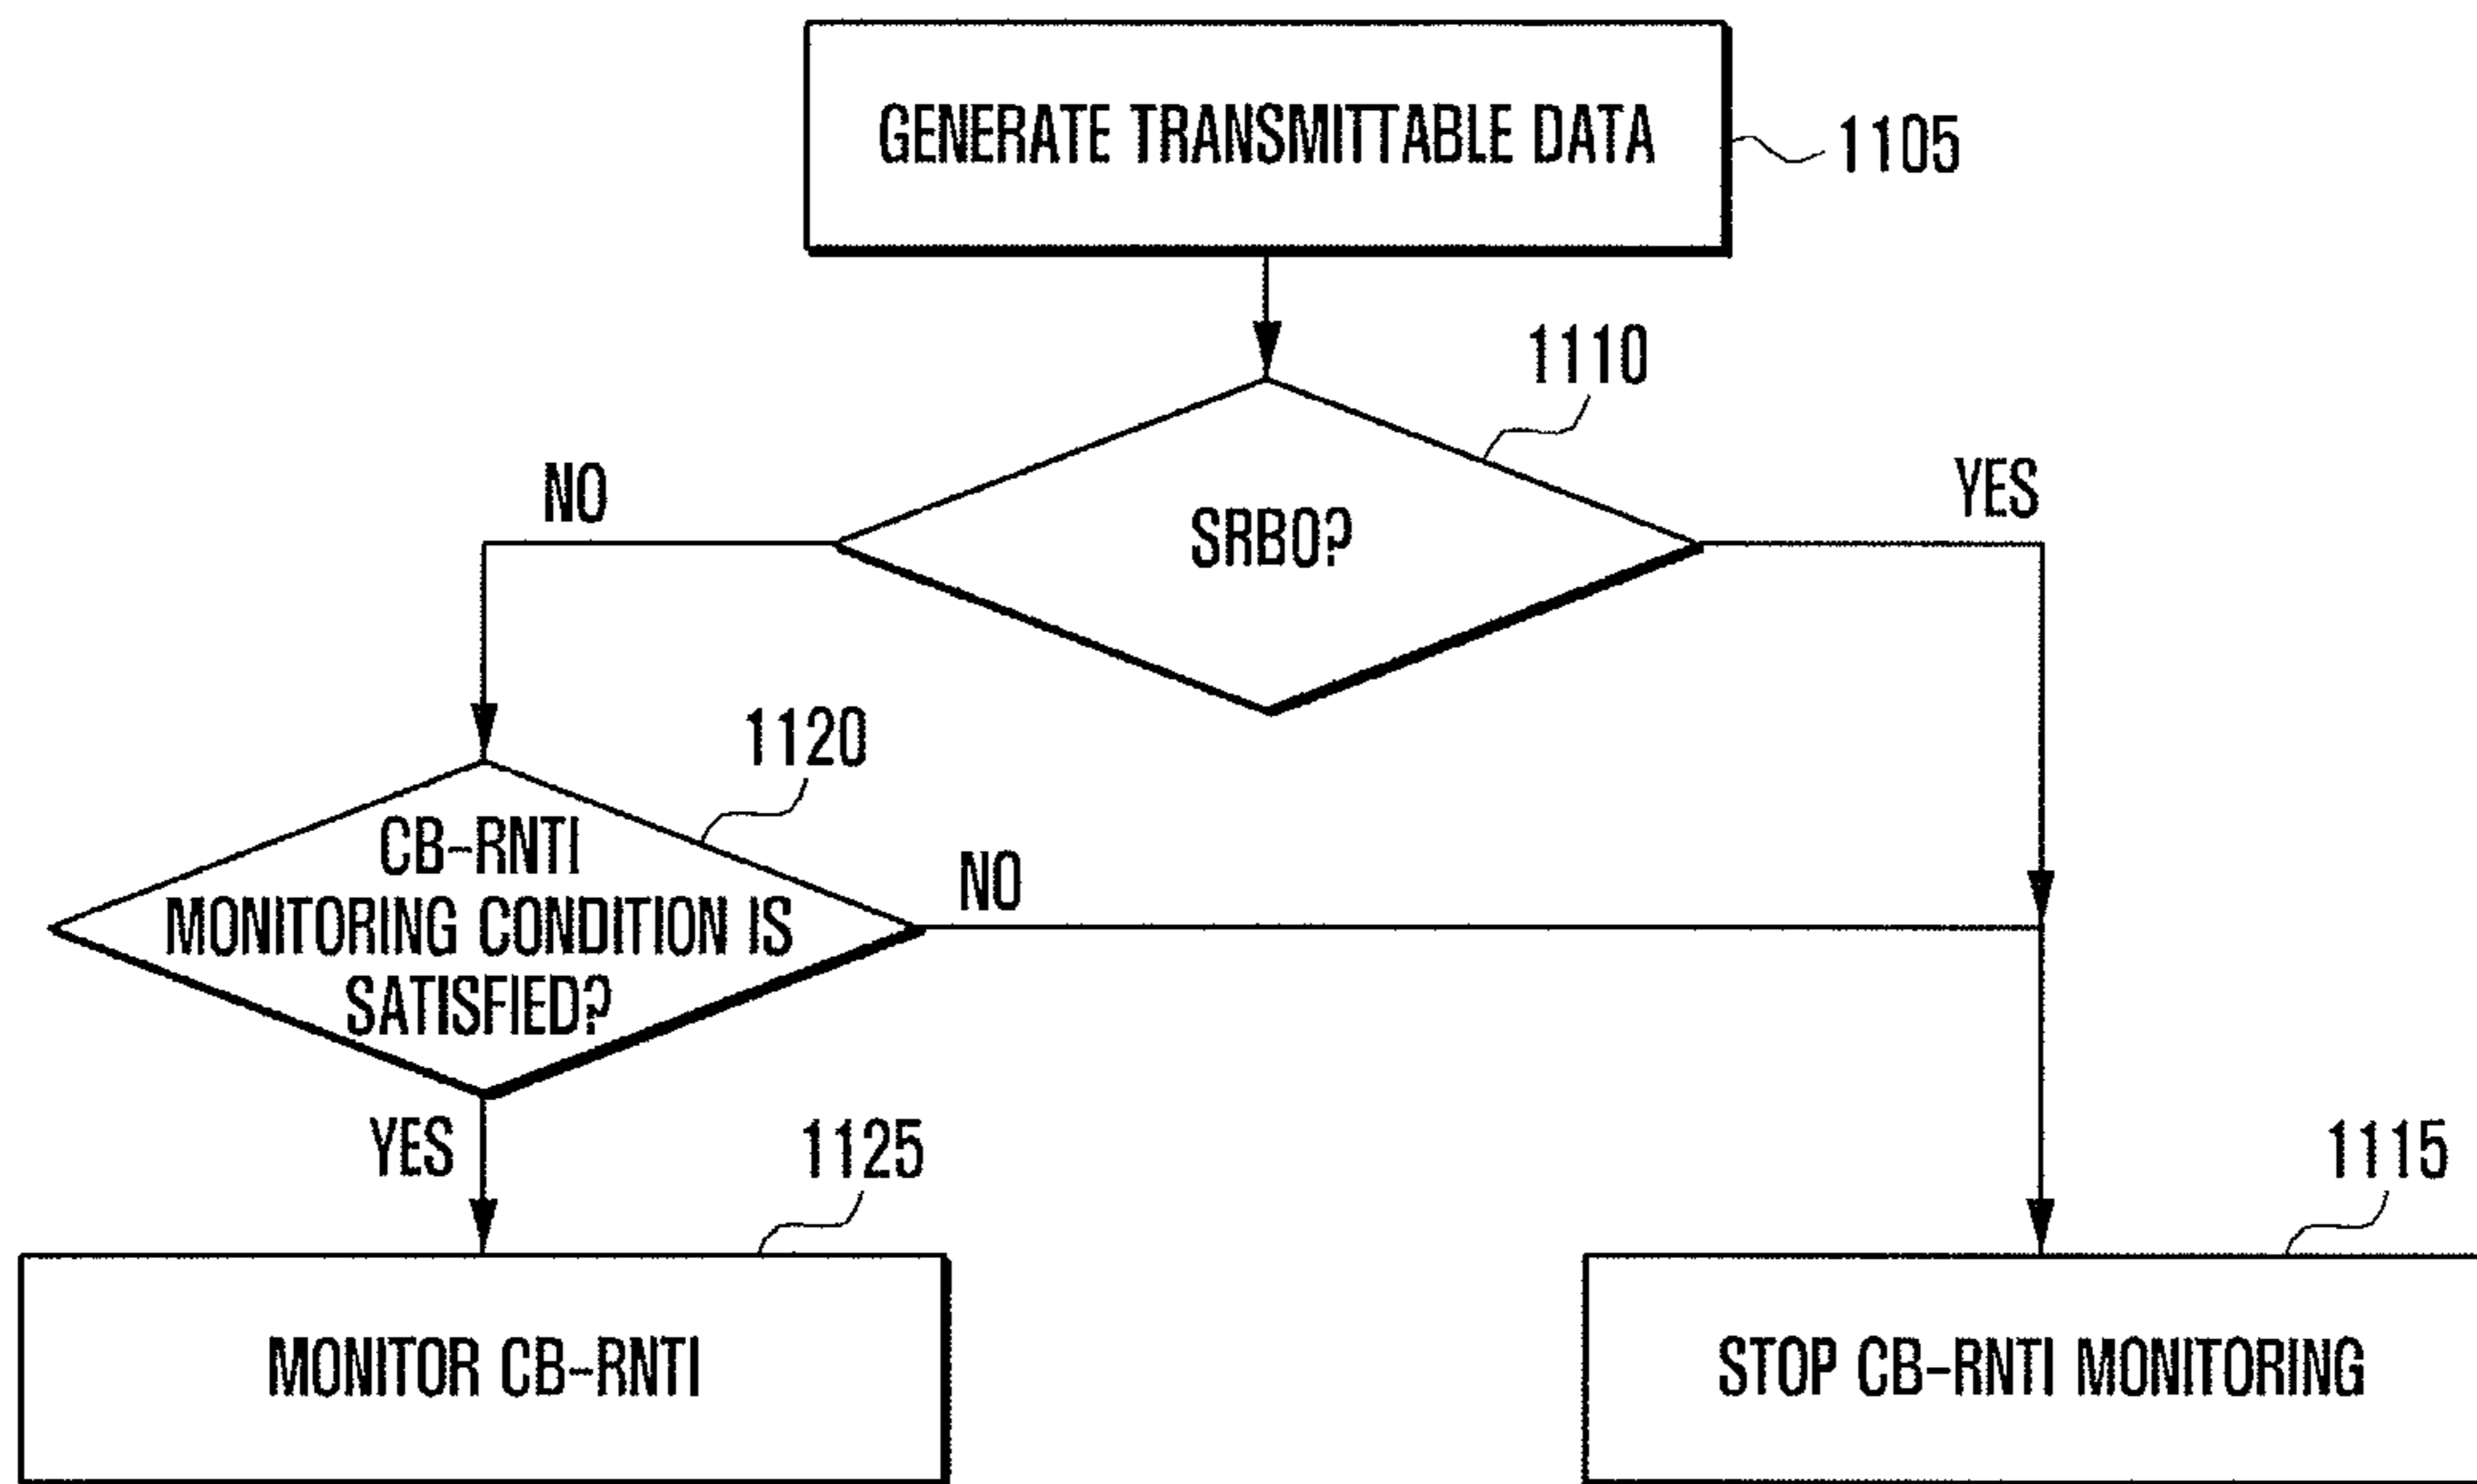 GENERATE TRANSMITTABLE DATA
1105
1110
NO
SRB0?
YES
1120
CB-RNTI
MONITORING CONDITION IS
SATISFIED?
NO
YES
1125
1115
MONITOR CB-RNTI
STOP CB-RNTI MONITORING